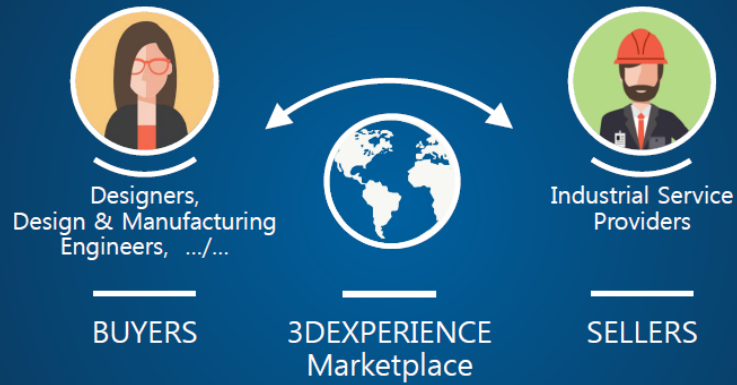 Designers,
Design & Manufacturing
Engineers, .../...
BUYERS
3DEXPERIENCE
Marketplace
Industrial Service
Providers
SELLERS